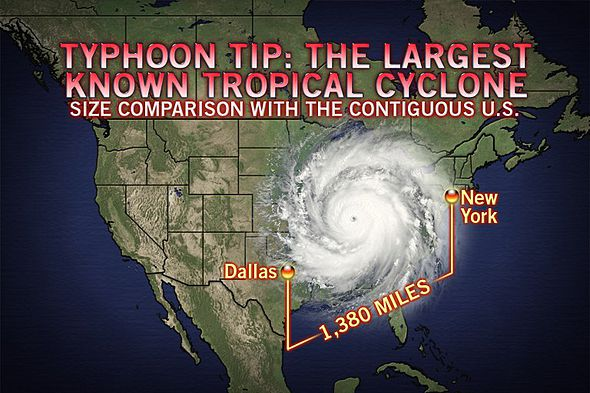 TYPHOON TIP: THE LARGEST
KNOWN TROPICAL CYCLONE
SIZE COMPARISON WITH THE CONTIGUOUS U.S.
New
York
Dallas
1,380 MILES